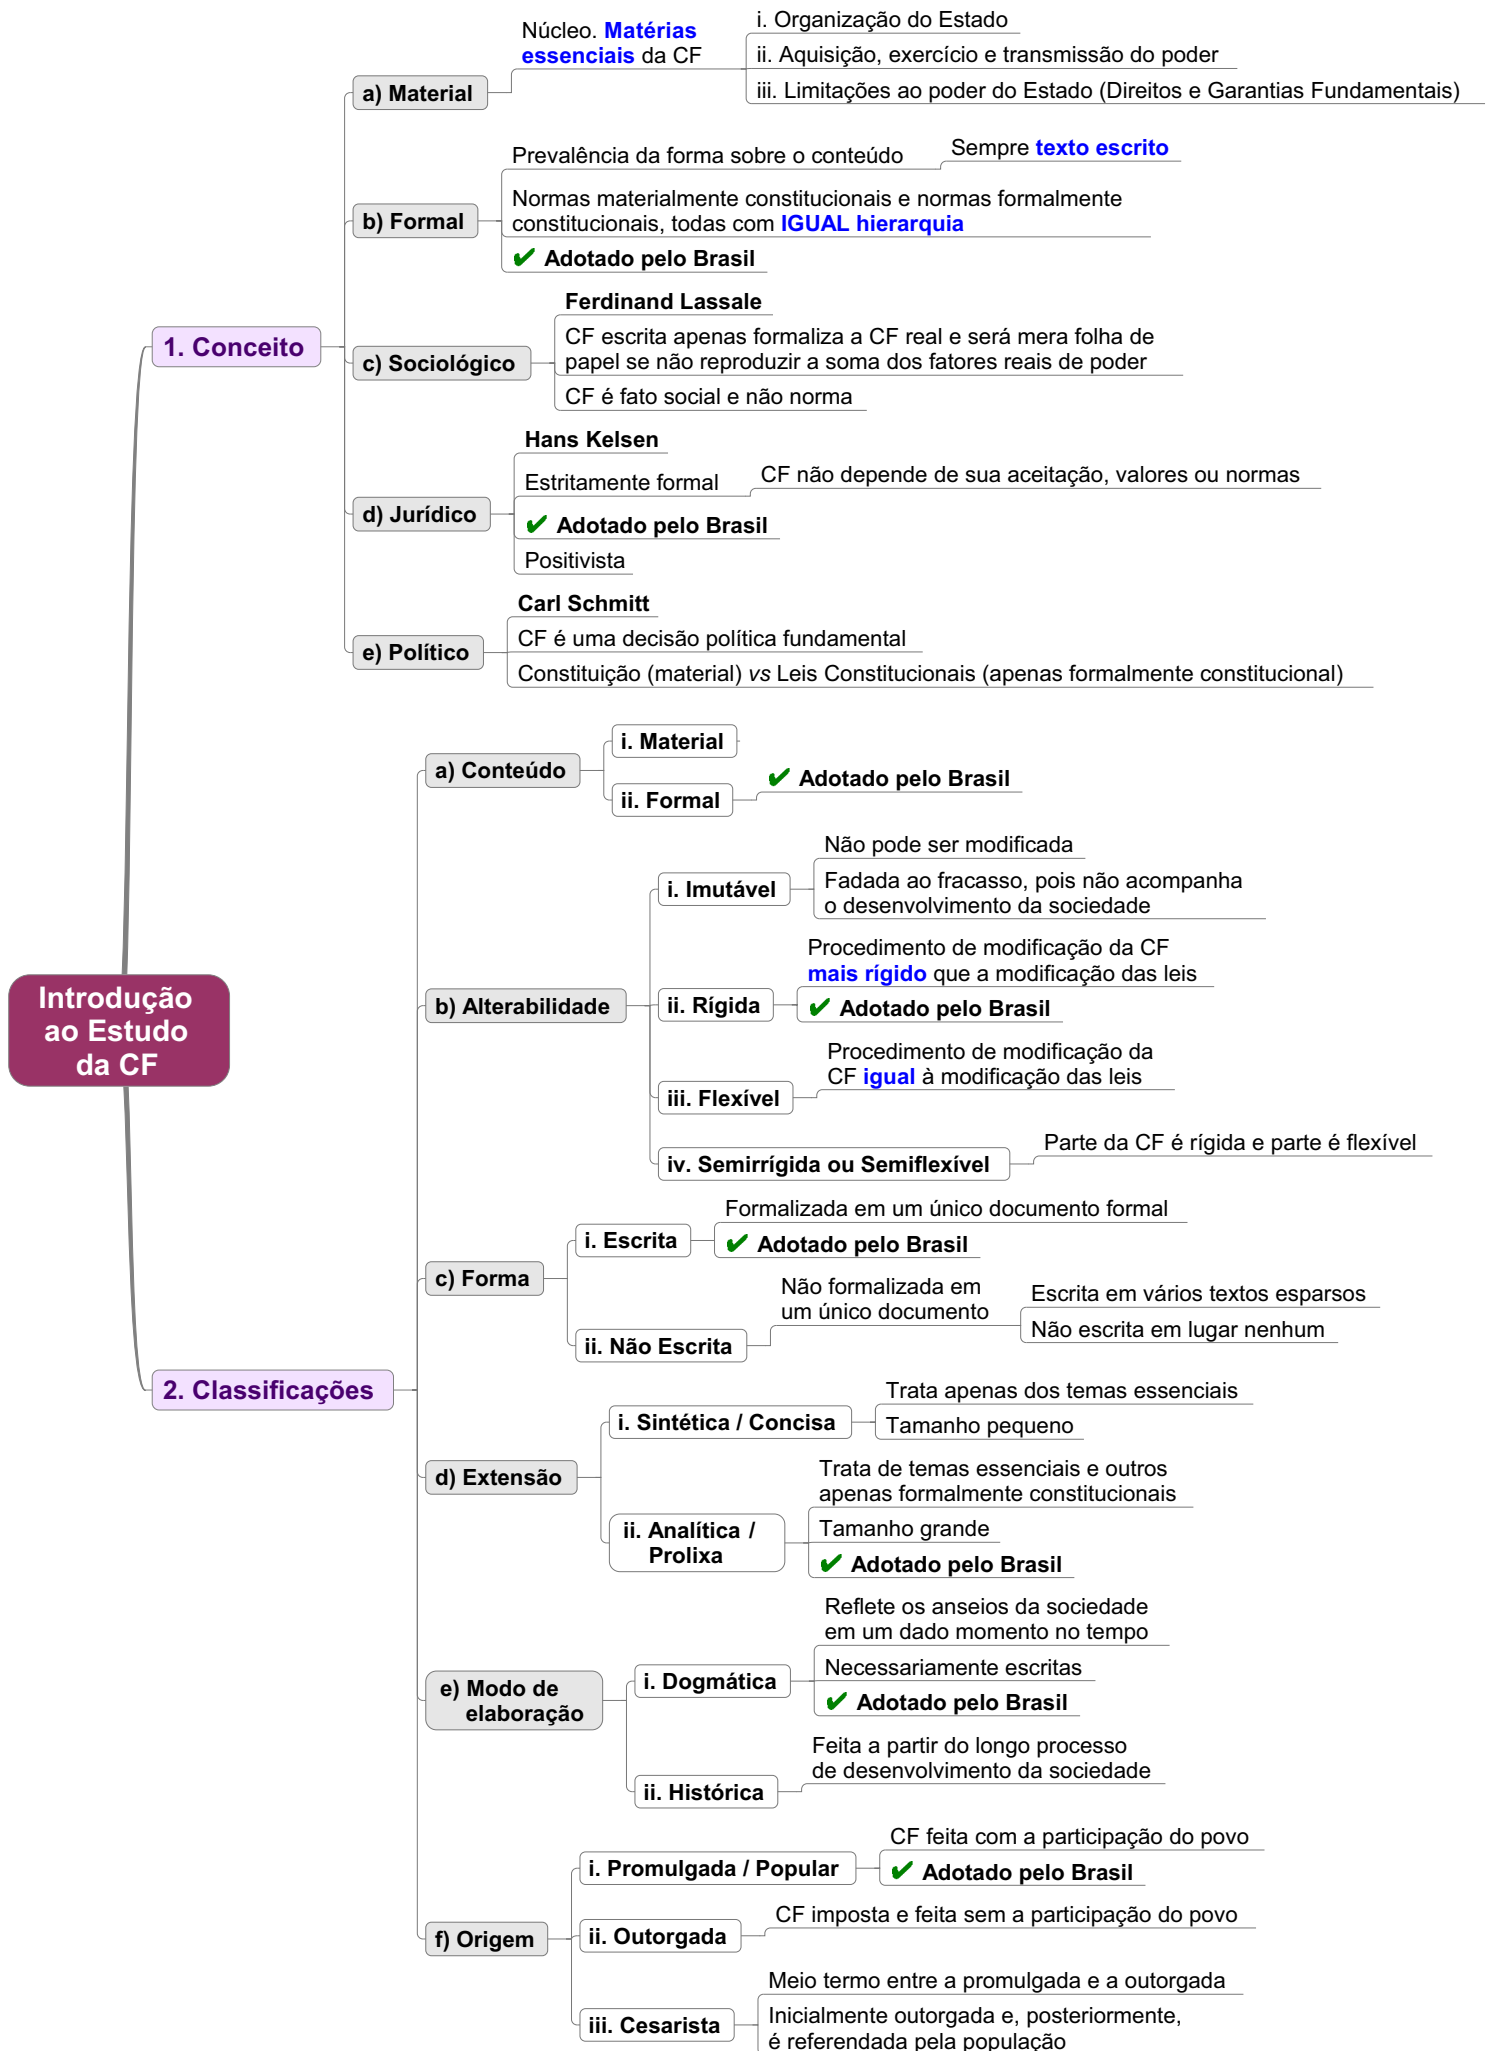 Introdução
ao Estudo
da CF
1. Conceito
a) Material
Núcleo. Matérias
essenciais da CF
i. Organização do Estado
ii. Aquisição, exercício e transmissão do poder
iii. Limitações ao poder do Estado (Direitos e Garantias Fundamentais)
b) Formal
Prevalência da forma sobre o conteúdo
Sempre texto escrito
Normas materialmente constitucionais e normas formalmente
constitucionais, todas com IGUAL hierarquia
✔ Adotado pelo Brasil
c) Sociológico
Ferdinand Lassale
CF escrita apenas formaliza a CF real e será mera folha de
papel se não reproduzir a soma dos fatores reais de poder
CF é fato social e não norma
d) Jurídico
Hans Kelsen
Estritamente formal
CF não depende de sua aceitação, valores ou normas
✔ Adotado pelo Brasil
Positivista
e) Político
Carl Schmitt
CF é uma decisão política fundamental
Constituição (material) vs Leis Constitucionais (apenas formalmente constitucional)
2. Classificações
a) Conteúdo
i. Material
ii. Formal
✔ Adotado pelo Brasil
b) Alterabilidade
i. Imutável
Não pode ser modificada
Fadada ao fracasso, pois não acompanha
o desenvolvimento da sociedade
ii. Rígida
Procedimento de modificação da CF
mais rígido que a modificação das leis
✔ Adotado pelo Brasil
iii. Flexível
Procedimento de modificação da
CF igual à modificação das leis
iv. Semirrígida ou Semiflexível
Parte da CF é rígida e parte é flexível
c) Forma
i. Escrita
Formalizada em um único documento formal
✔ Adotado pelo Brasil
ii. Não Escrita
Não formalizada em
um único documento
Escrita em vários textos esparsos
Não escrita em lugar nenhum
d) Extensão
i. Sintética / Concisa
Trata apenas dos temas essenciais
Tamanho pequeno
ii. Analítica /
Prolixa
Trata de temas essenciais e outros
apenas formalmente constitucionais
Tamanho grande
✔ Adotado pelo Brasil
e) Modo de
elaboração
i. Dogmática
Reflete os anseios da sociedade
em um dado momento no tempo
Necessariamente escritas
✔ Adotado pelo Brasil
ii. Histórica
Feita a partir do longo processo
de desenvolvimento da sociedade
f) Origem
i. Promulgada / Popular
CF feita com a participação do povo
✔ Adotado pelo Brasil
ii. Outorgada
CF imposta e feita sem a participação do povo
iii. Cesarista
Meio termo entre a promulgada e a outorgada
Inicialmente outorgada e, posteriormente,
é referendada pela população